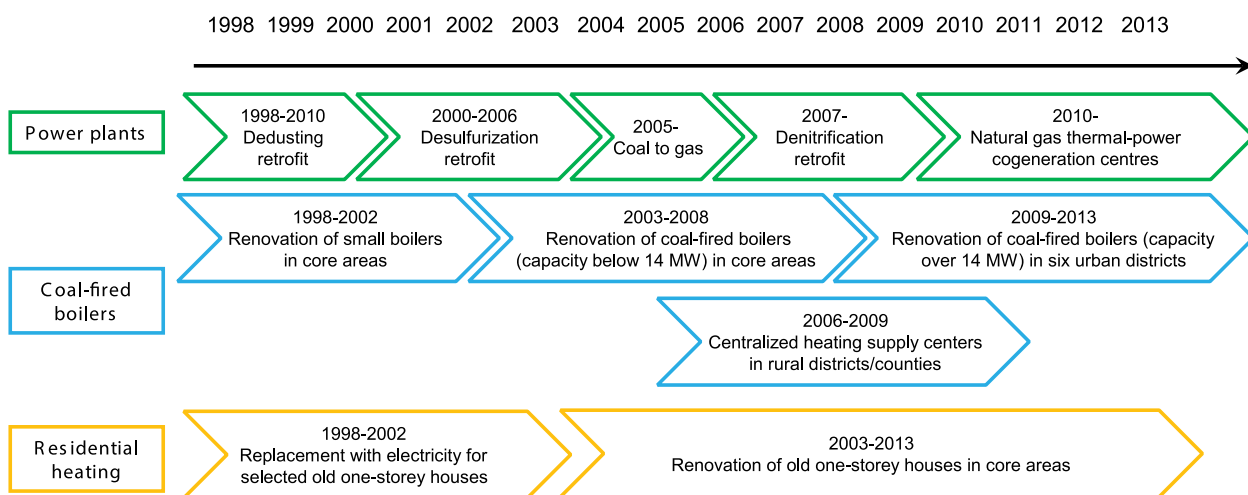 1998 1999 2000 2001 2002 2003 2004 2005 2006 2007 2008 2009 2010 2011 2012 2013
Power plants
1998-2010
Dedusting
retrofit
2000-2006
Desulfurization
retrofit
2005-
Coal to gas
2007-
Denitrification
retrofit
2010-
Natural gas thermal-power
cogeneration centres
Coal-fired
boilers
1998-2002
Renovation of small boilers
in core areas
2003-2008
Renovation of coal-fired boilers
(capacity below 14 MW) in core areas
2009-2013
Renovation of coal-fired boilers (capacity
over 14 MW) in six urban districts
2006-2009
Centralized heating supply centers
in rural districts/counties
Residential
heating
1998-2002
Replacement with electricity for
selected old one-storey houses
2003-2013
Renovation of old one-storey houses in core areas